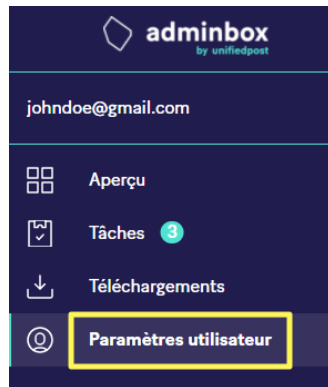 adminbox
by unifiedpost
johndoe@gmail.com
Aperçu
Tâches 3
Téléchargements
Paramètres utilisateur